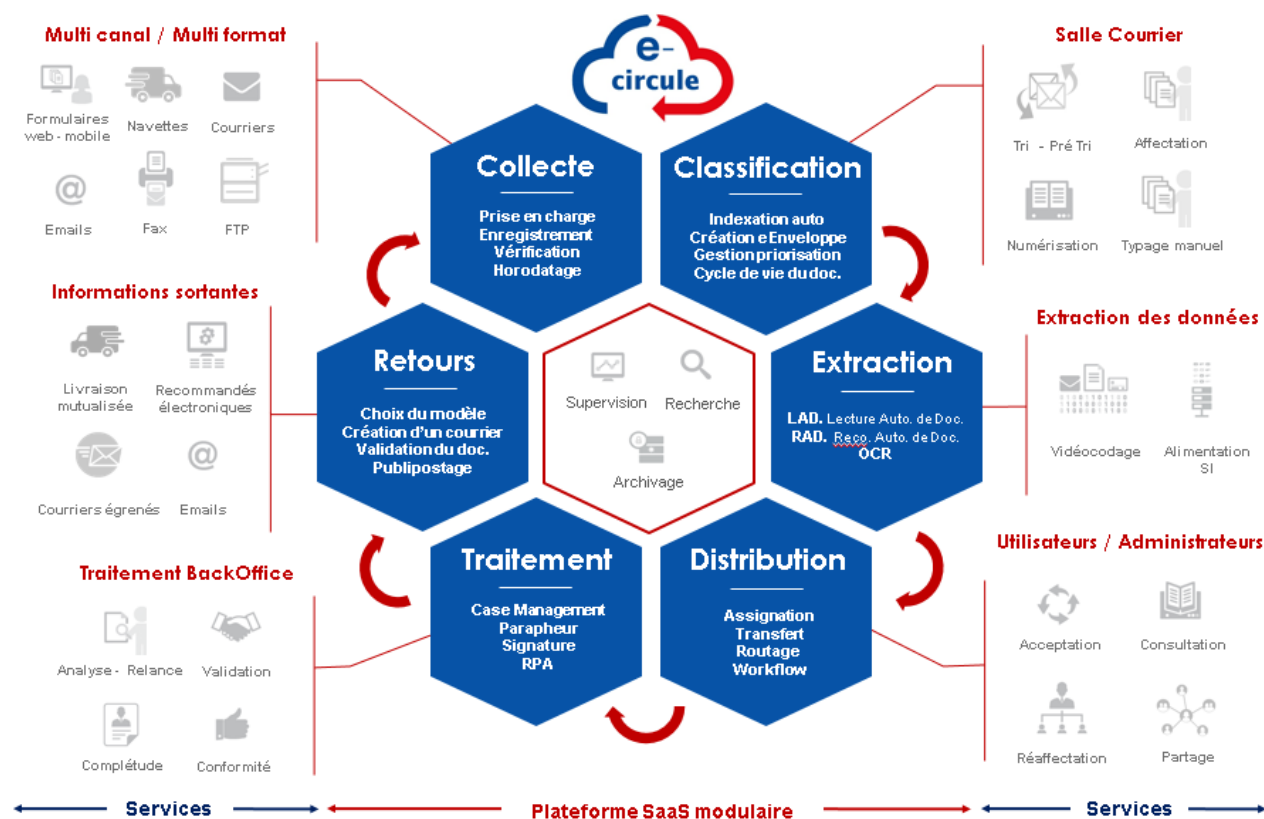 e-
circule
Multi canal / Multi format
Formulaires
web - mobile
Navettes
Courriers
Emails
Fax
FTP
Collecte
Prise en charge
Enregistrement
Vérification
Horodatage
Classification
Indexation auto
Création e Enveloppe
Gestion priorisation
Cycle de vie du doc.
Salle Courrier
Tri - Pré Tri
Affectation
Numérisation
Typage manuel
Informations sortantes
Livraison
mutualisée
Recommandés
électroniques
Courriers égrenés
Emails
Retours
Choix du modèle
Création d'un courrier
Validation du doc.
Publipostage
Supervision
Recherche
Archivage
Extraction
LAD. Lecture Auto. de Doc.
RAD. Reco. Auto. de Doc.
OCR
Extraction des données
Vidéocodage
Alimentation
SI
Traitement BackOffice
Analyse - Relance
Validation
Complétude
Conformité
Traitement
Case Management
Parapheur
Signature
RPA
Distribution
Assignation
Transfert
Routage
Workflow
Utilisateurs / Administrateurs
Acceptation
Consultation
Réaffectation
Partage
Services
Plateforme SaaS modulaire
Services